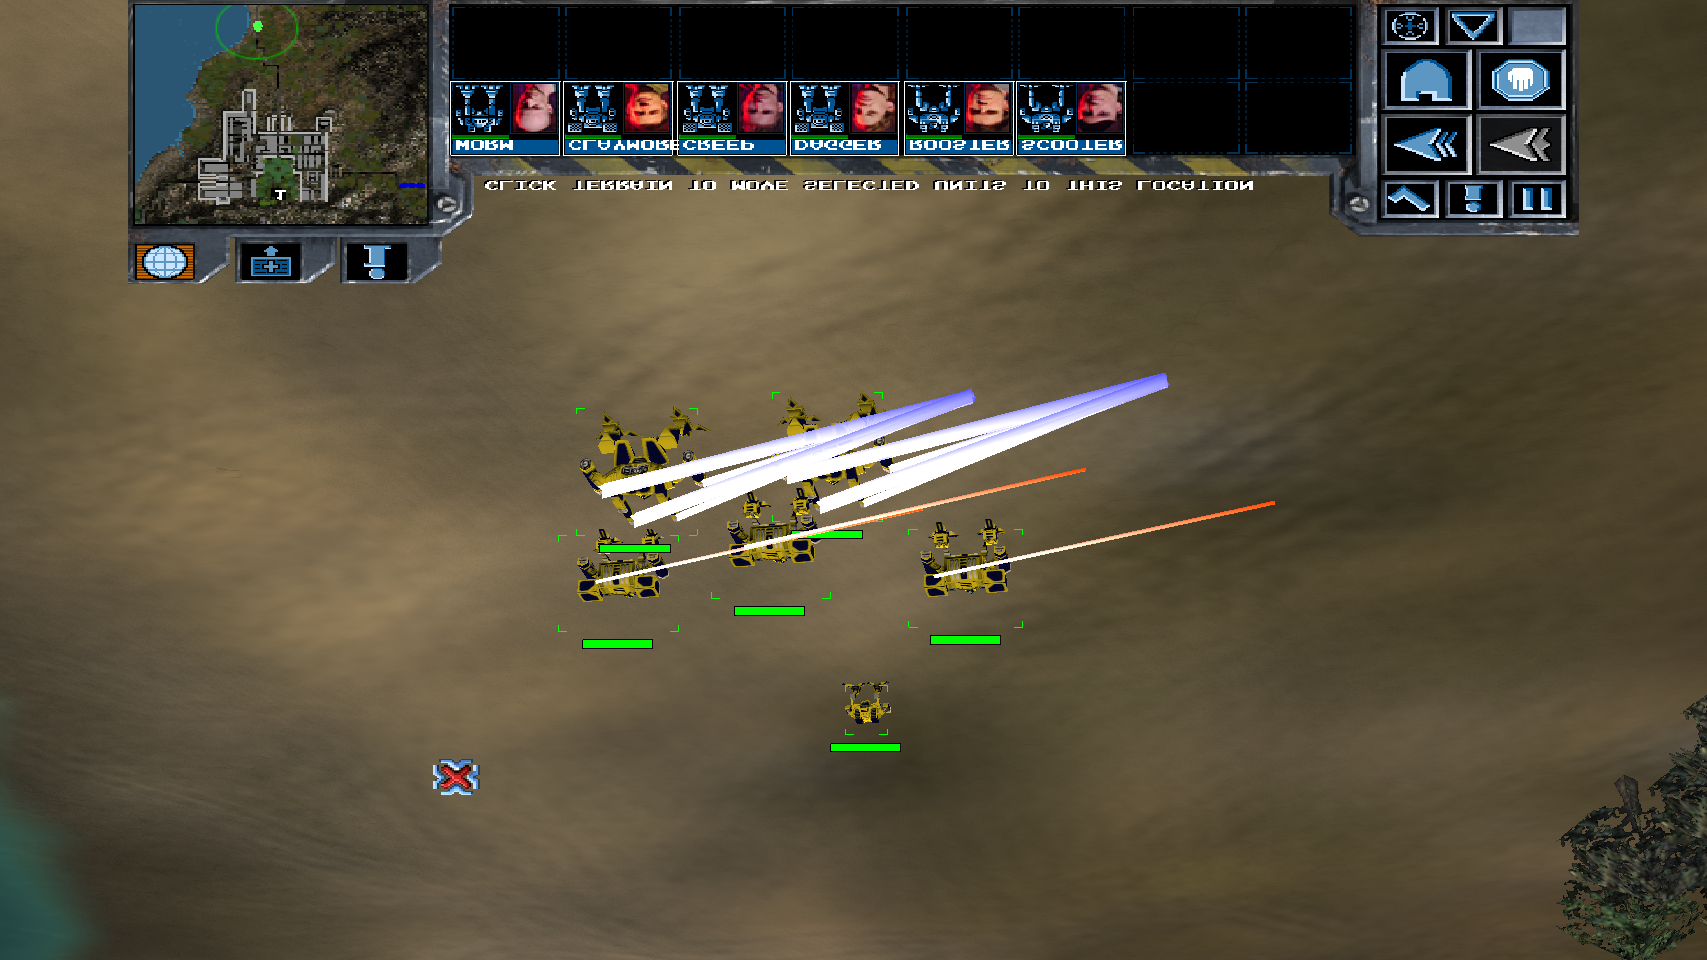 WORM
CLAYMORE
CREEP
DAGGER
ROOSTER
SCOOTER
CLICK TERRAIN TO MOVE SELECTED UNITS TO THIS LOCATION